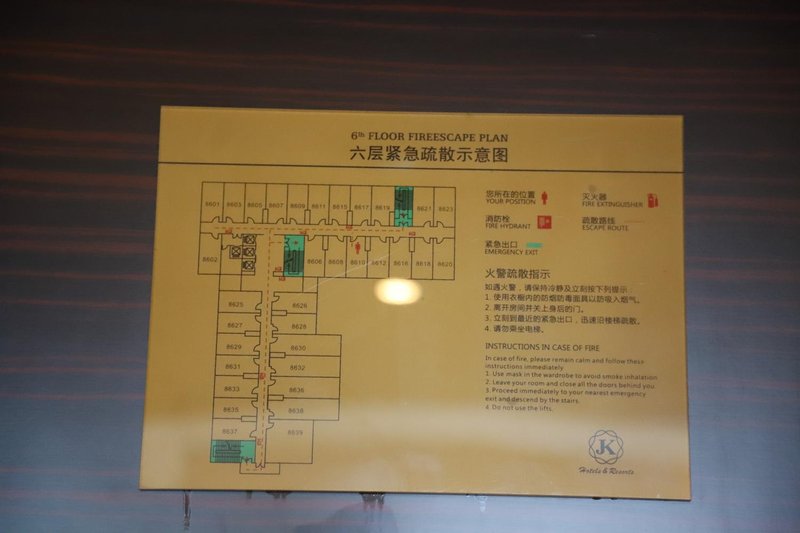 6th FLOOR FIREESCAPE PLAN
六层紧急疏散示意图
8601 8603 8605 8607 8609 8611 8615 8617 8619 8621 8623
8602 8606 8608 8610 8612 8616 8618 8620
8625 8626
8627 8628
8629 8630
8631 8632
8633 8636
8635 8638
8637 8639
您所在的位置
YOUR POSITION
灭火器
FIRE EXTINGUISHER
消防栓
FIRE HYDRANT
疏散路线
ESCAPE ROUTE
紧急出口
EMERGENCY EXIT
火警疏散指示
如遇火警，请保持冷静及立刻按下列提示
1. 使用衣橱内的防烟防毒面具以防吸入烟气。
2. 离开房间并关上身后的门。
3. 立刻到最近的紧急出口，迅速沿楼梯疏散。
4. 请勿乘坐电梯。
INSTRUCTIONS IN CASE OF FIRE
In case of fire, please remain calm and follow these
instructions immediately
1. Use mask in the wardrobe to avoid smoke inhalation.
2. Leave your room and close all the doors behind you.
3. Proceed immediately to your nearest emergency
exit and descend by the stairs.
4. Do not use the lifts.
JK
Hotels & Resorts